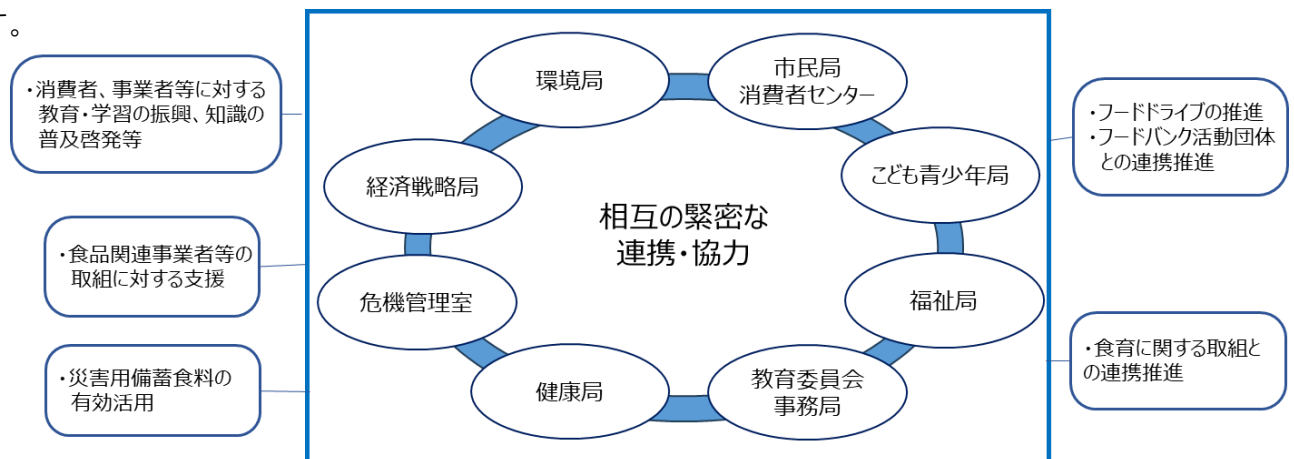 す。
・消費者、事業者等に対する
教育・学習の振興、知識の
普及啓発等
・食品関連事業者等の
取組に対する支援
・災害用備蓄食料の
有効活用
環境局
市民局
消費者センター
経済戦略局
こども青少年局
相互の緊密な
連携・協力
危機管理室
福祉局
健康局
教育委員会
事務局
・フードドライブの推進
・フードバンク活動団体
との連携推進
・食育に関する取組と
の連携推進